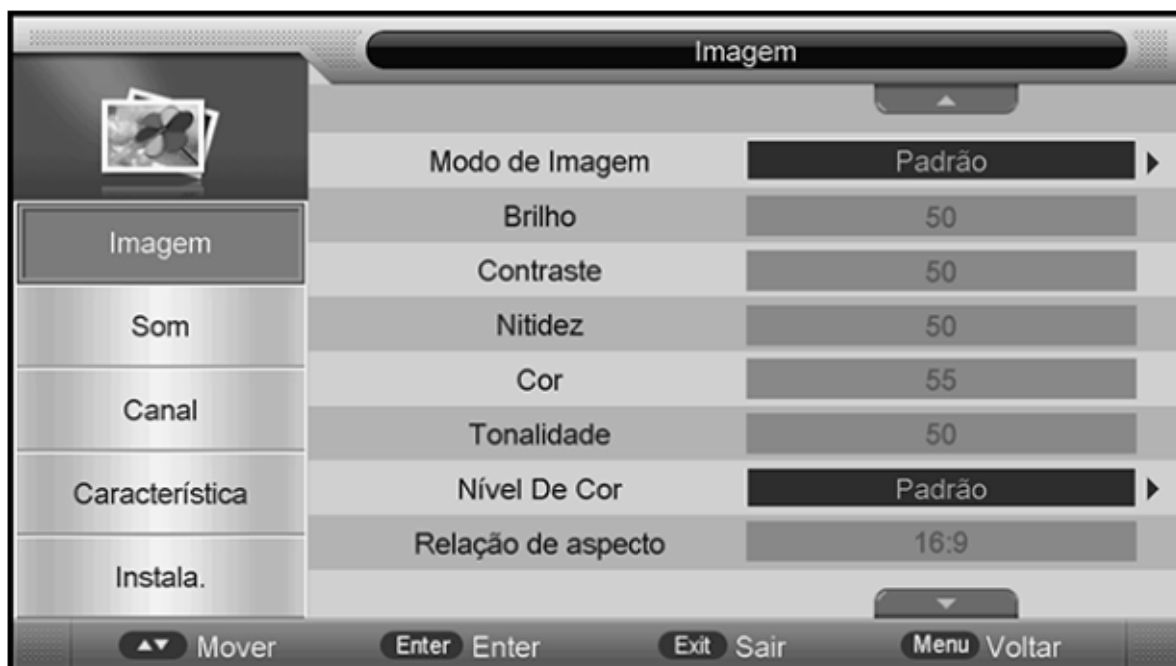 Imagem
Modo de Imagem Padrão
Brilho 50
Contraste 50
Nitidez 50
Cor 55
Tonalidade 50
Nível De Cor Padrão
Relação de aspecto 16:9
Imagem
Som
Canal
Característica
Instala.
Mover Enter Enter Exit Sair Menu Voltar